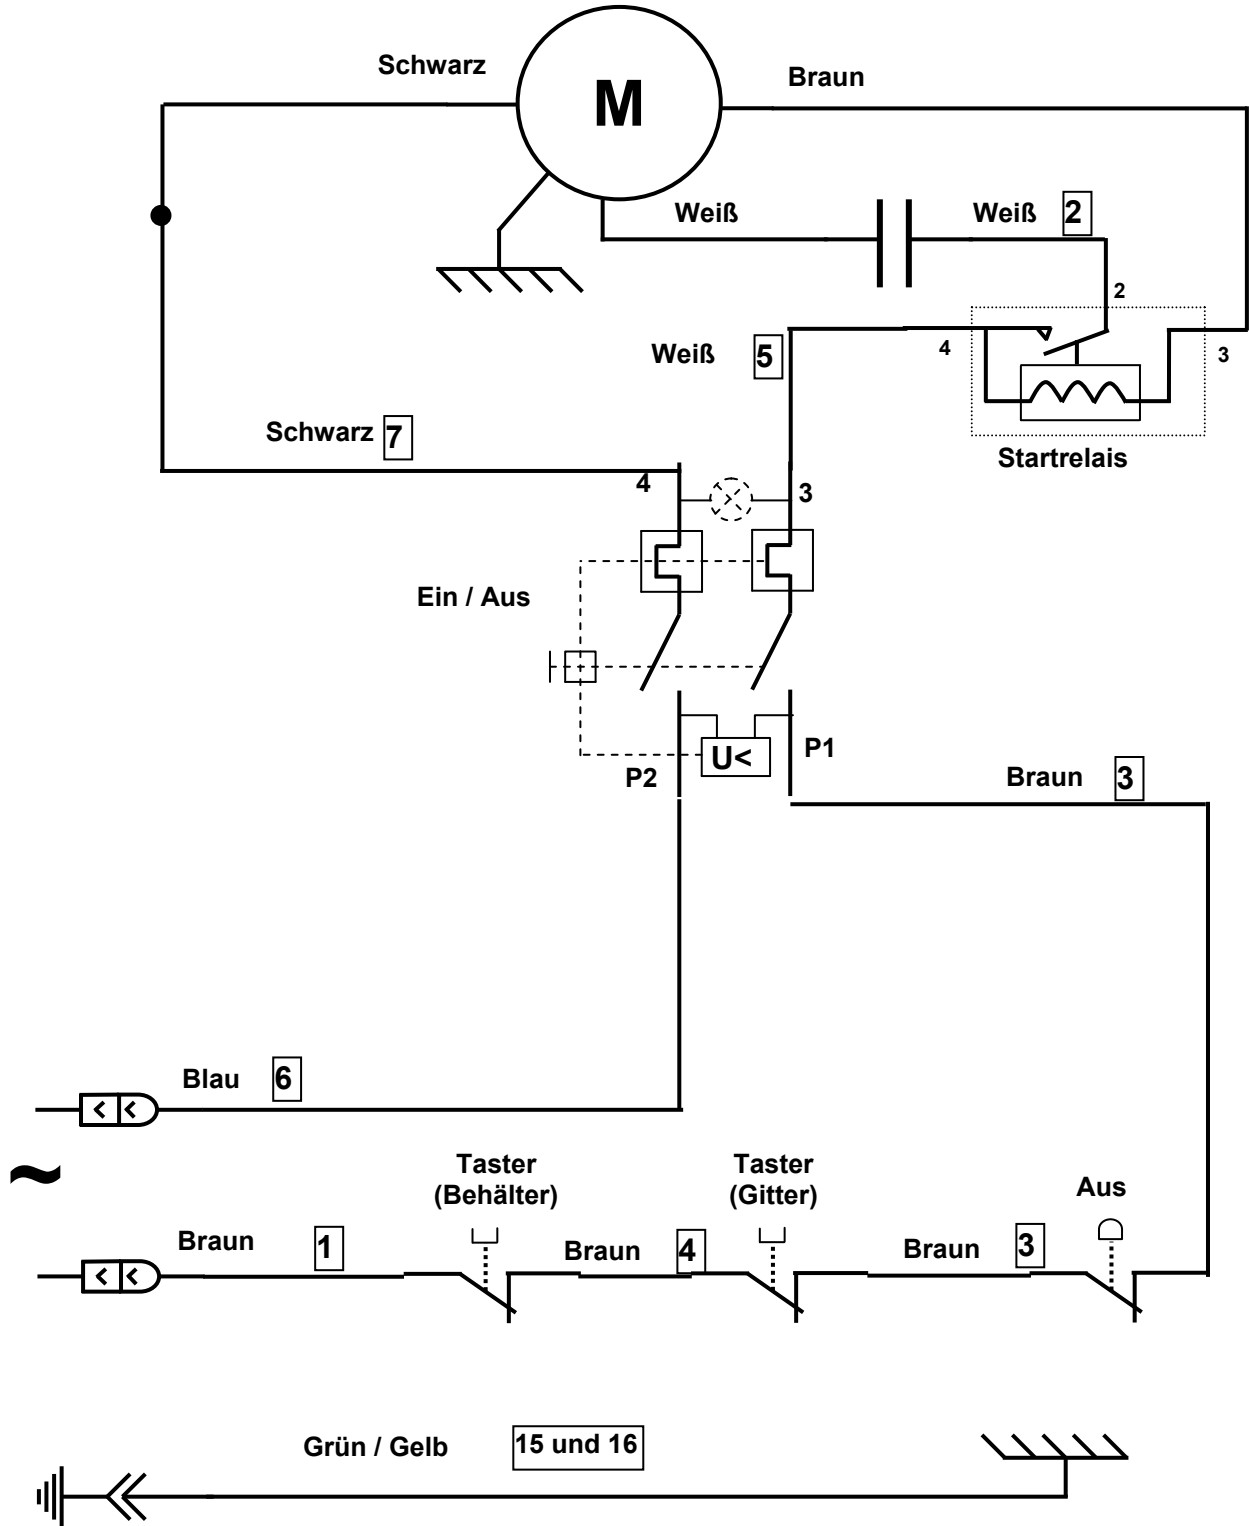 Schwarz
M
Braun
Weiß
Weiß 2
2
Weiß 5
4
3
Startrelais
Schwarz 7
4
3
Ein / Aus
U<
P1
P2
Braun 3
Blau 6
~
Taster
(Behälter)
Taster
(Gitter)
Aus
Braun 1
Braun 4
Braun 3
Grün / Gelb 15 und 16